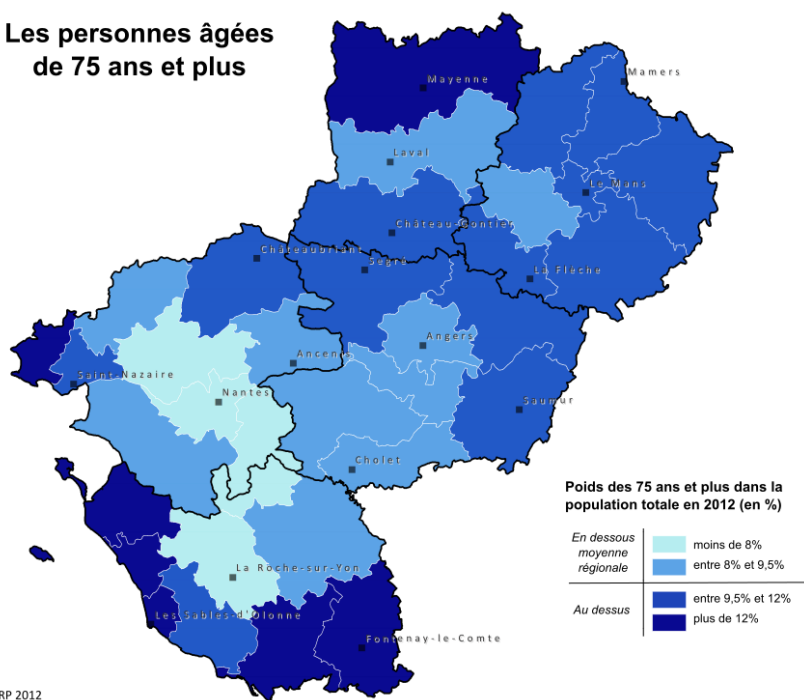 Les personnes âgées
de 75 ans et plus
Mayenne
Mamers
Laval
Le Mans
Château-Gontier
Châteaubriant
Segré
La Flèche
Angers
Ancenis
Saint-Nazaire
Nantes
Saumur
Cholet
La Roche-sur-Yon
Les Sables-d'Olonne
Fontenay-le-Comte
Poids des 75 ans et plus dans la
population totale en 2012 (en %)
En dessous
moyenne
régionale
moins de 8%
entre 8% et 9,5%
Au dessus
entre 9,5% et 12%
plus de 12%
RP 2012